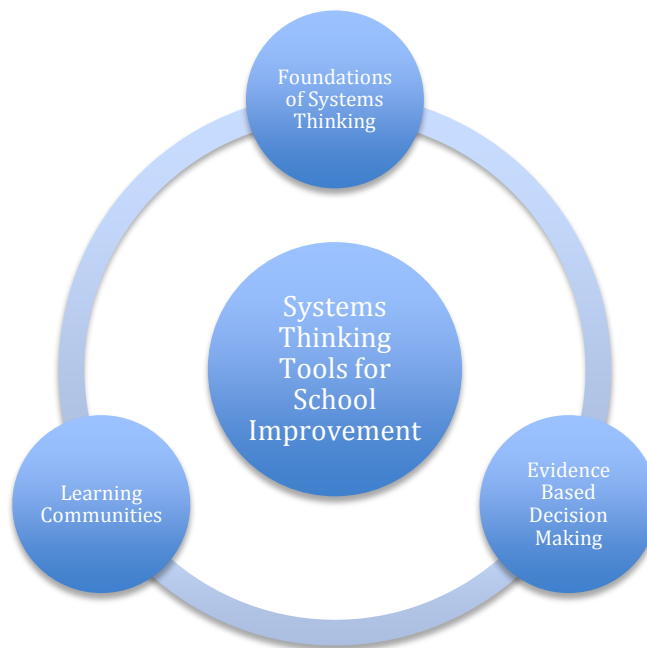 Foundations
of Systems
Thinking
Systems
Thinking
Tools for
School
Improvement
Learning
Communities
Evidence
Based
Decision
Making